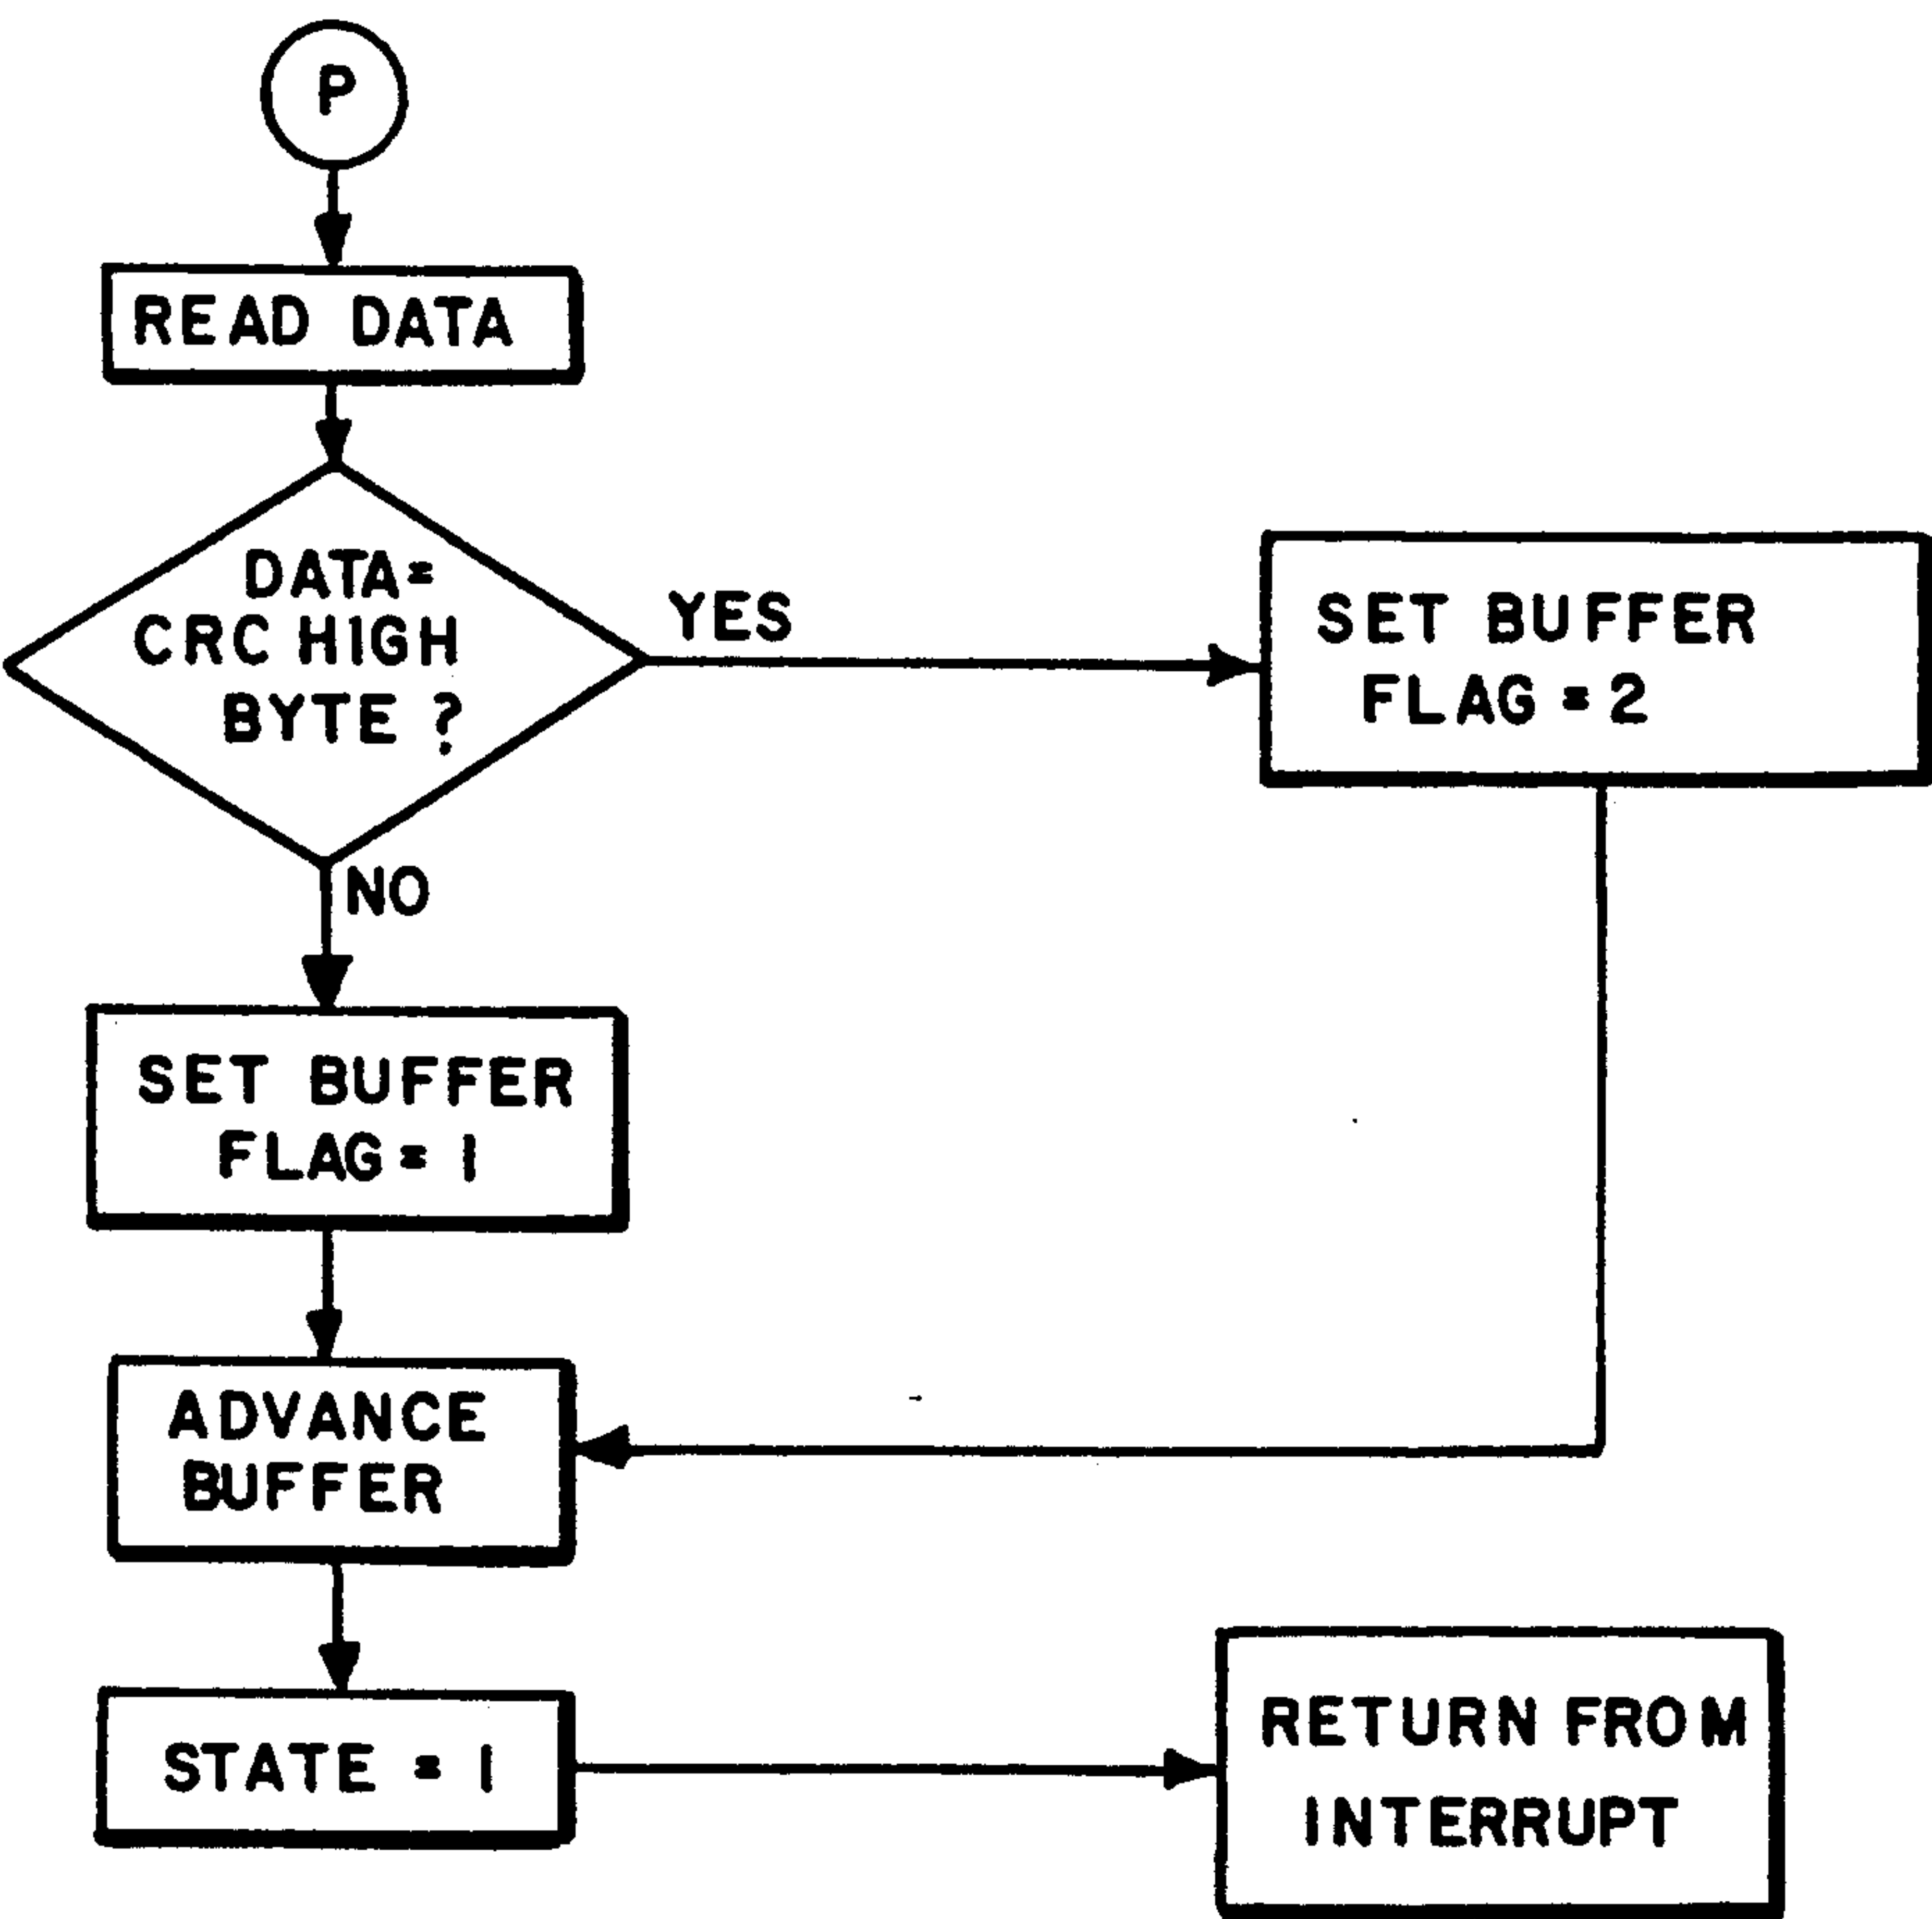 P
READ DATA
DATA=
CRC HIGH
BYTE ?
YES
SET BUFFER
FLAG = 2
NO
SET BUFFER
FLAG = 1
ADVANCE
BUFFER
STATE = 1
RETURN FROM
INTERRUPT